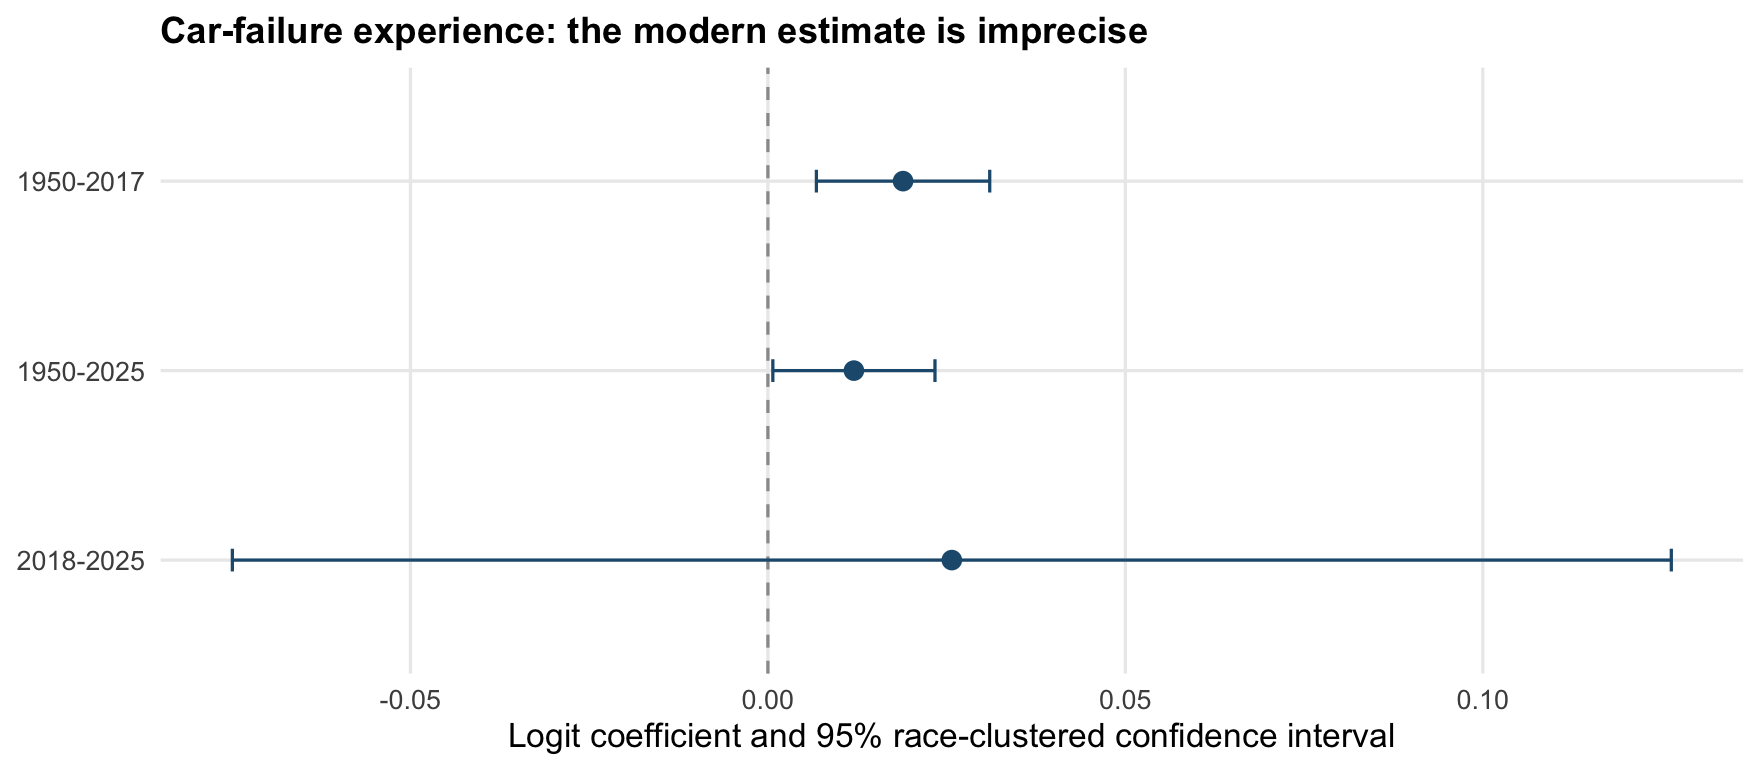 Car-failure experience: the modern estimate is imprecise
1950-2017
1950-2025
2018-2025
-0.05 0.00 0.05 0.10
Logit coefficient and 95% race-clustered confidence interval